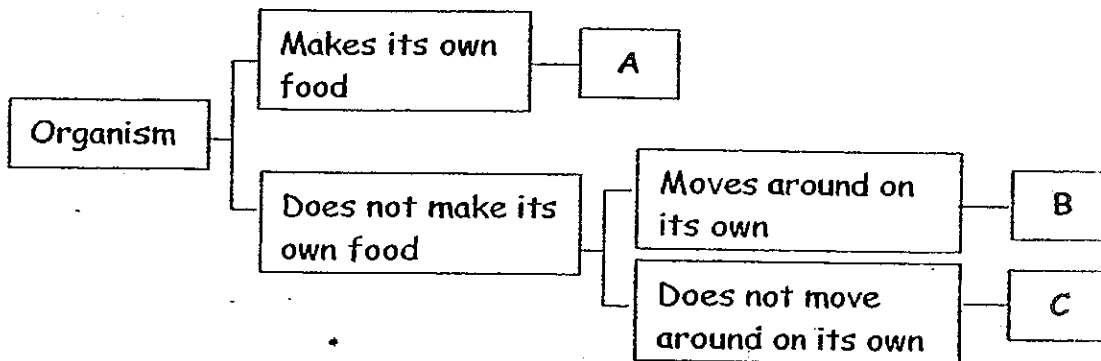 Makes its own
food
A
Organism
Does not make its
own food
Moves around on
its own
B
Does not move
around on its own
C